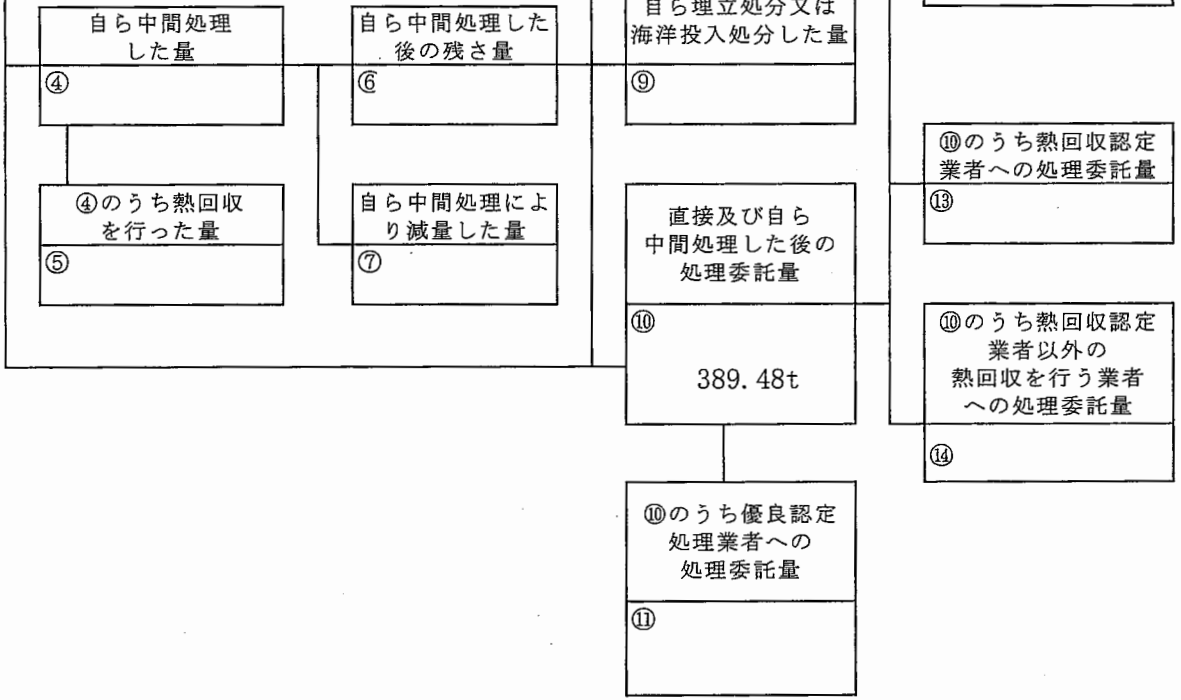 自ら中間処理
した量
④
自ら中間処理した
後の残さ量
⑥
自ら埋立処分又は
海洋投入処分した量
⑨
④のうち熱回収
を行った量
⑤
自ら中間処理によ
り減量した量
⑦
直接及び自ら
中間処理した後の
処理委託量
⑩
389.48t
⑩のうち優良認定
処理業者への
処理委託量
⑪
⑩のうち熱回収認定
業者への処理委託量
⑬
⑩のうち熱回収認定
業者以外の
熱回収を行う業者
への処理委託量
⑭